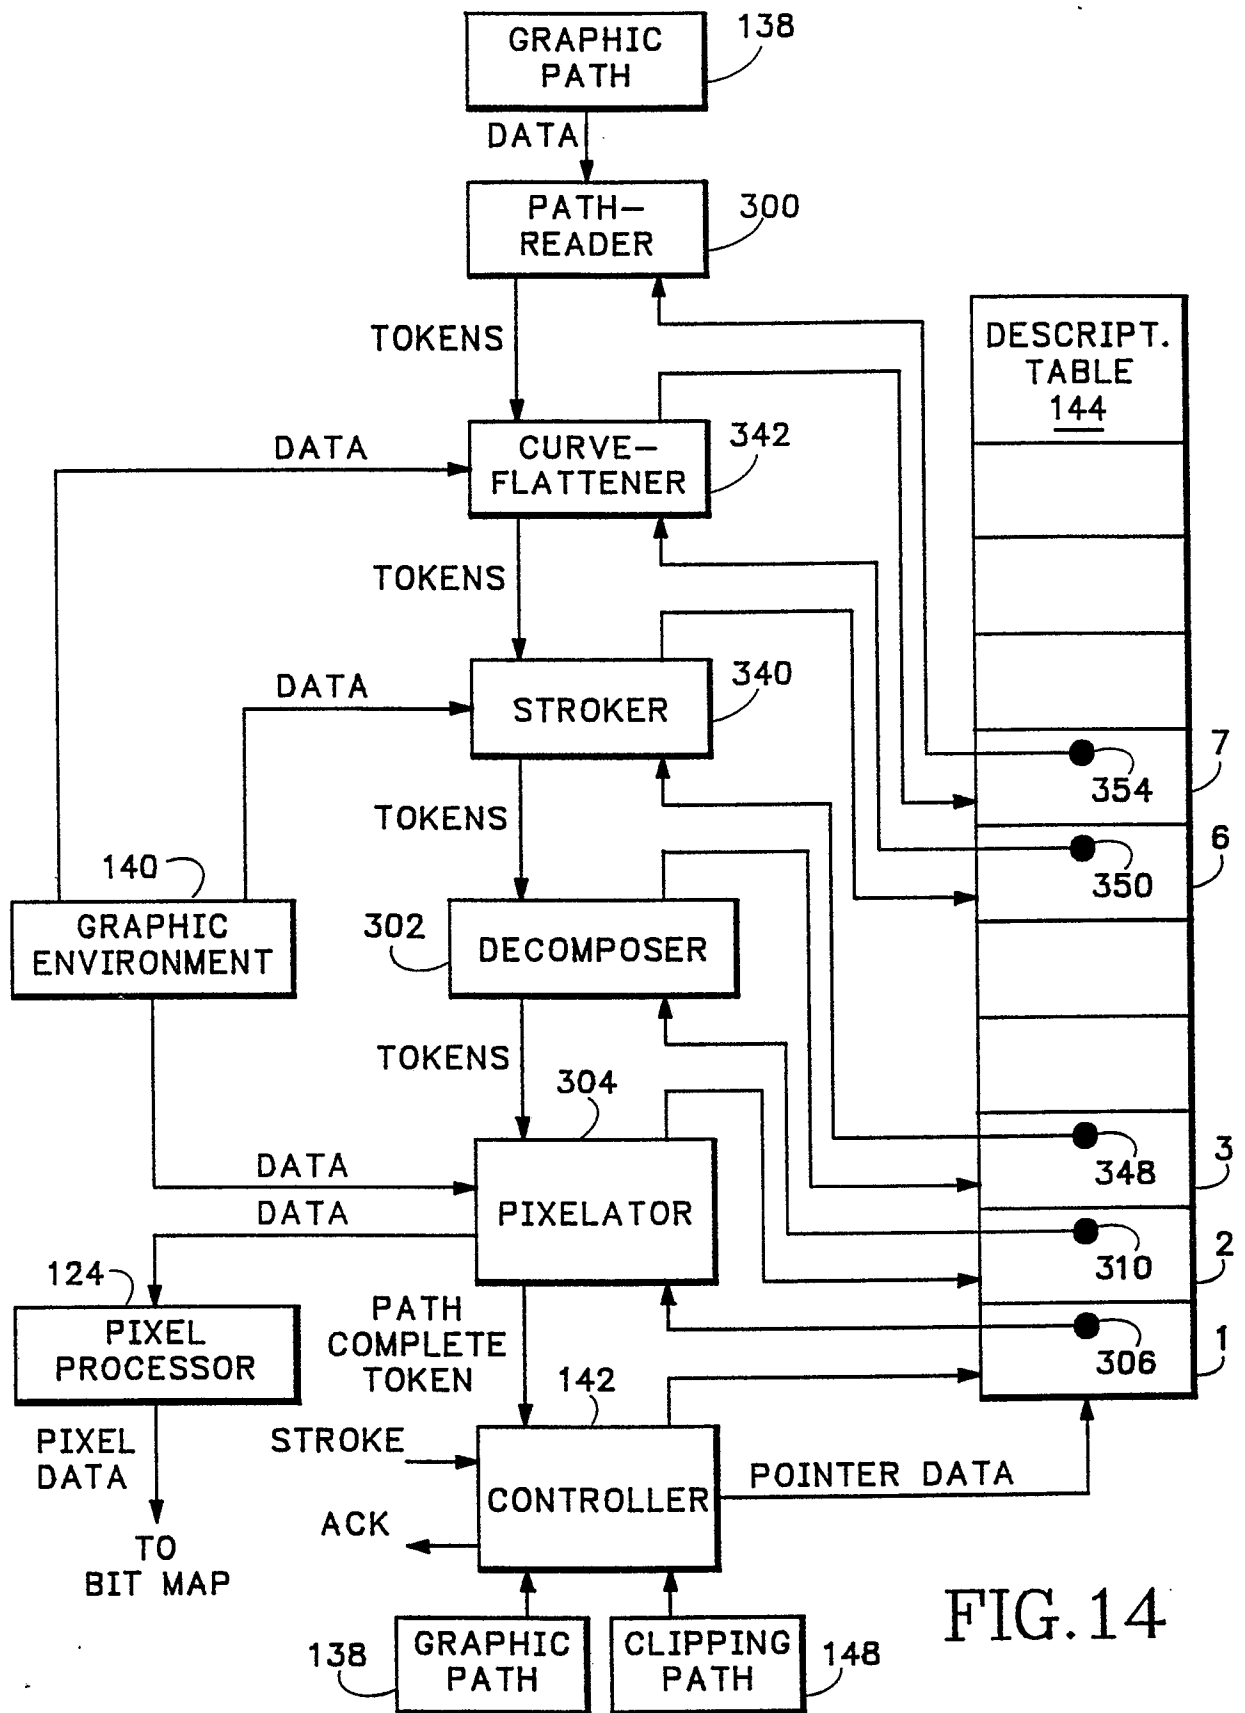 GRAPHIC
PATH
138
DATA
PATH-
READER
300
TOKENS
DESCRIPT.
TABLE
144
DATA
CURVE-
FLATTENER
342
TOKENS
DATA
STROKER
340
7
354
TOKENS
6
350
140
GRAPHIC
ENVIRONMENT
302
DECOMPOSER
TOKENS
304
3
348
DATA
DATA
PIXELATOR
2
310
124
PIXEL
PROCESSOR
PATH
COMPLETE
TOKEN
1
306
142
PIXEL
DATA
STROKE
CONTROLLER
POINTER DATA
ACK
TO
BIT MAP
138
GRAPHIC
PATH
CLIPPING
PATH
148
FIG.14